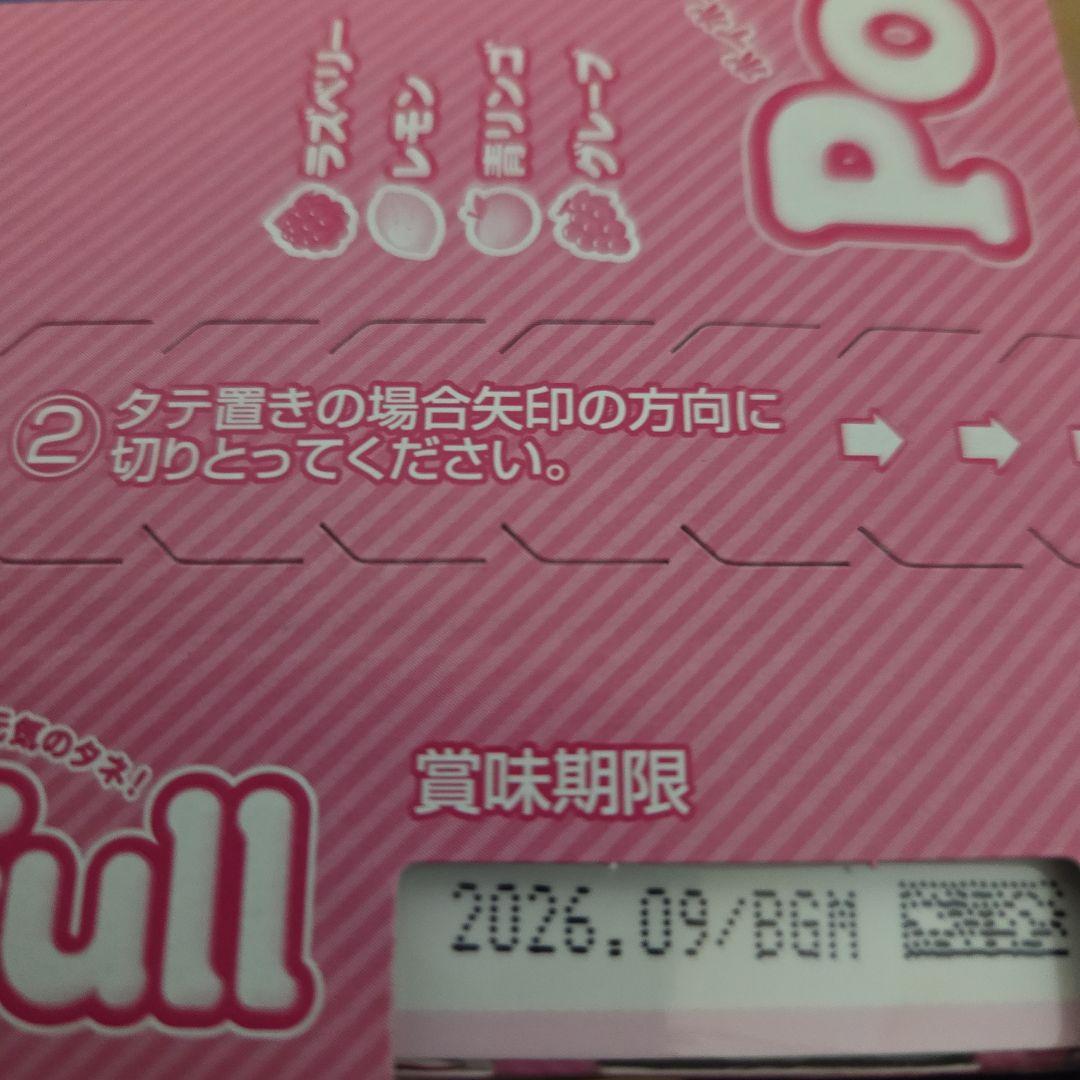 ラズベリー
レモン
青リンゴ
グレープ
Po
② タテ置きの場合矢印の方向に
切りとってください。
気のタネ!
ull
賞味期限
2026.09/BGM